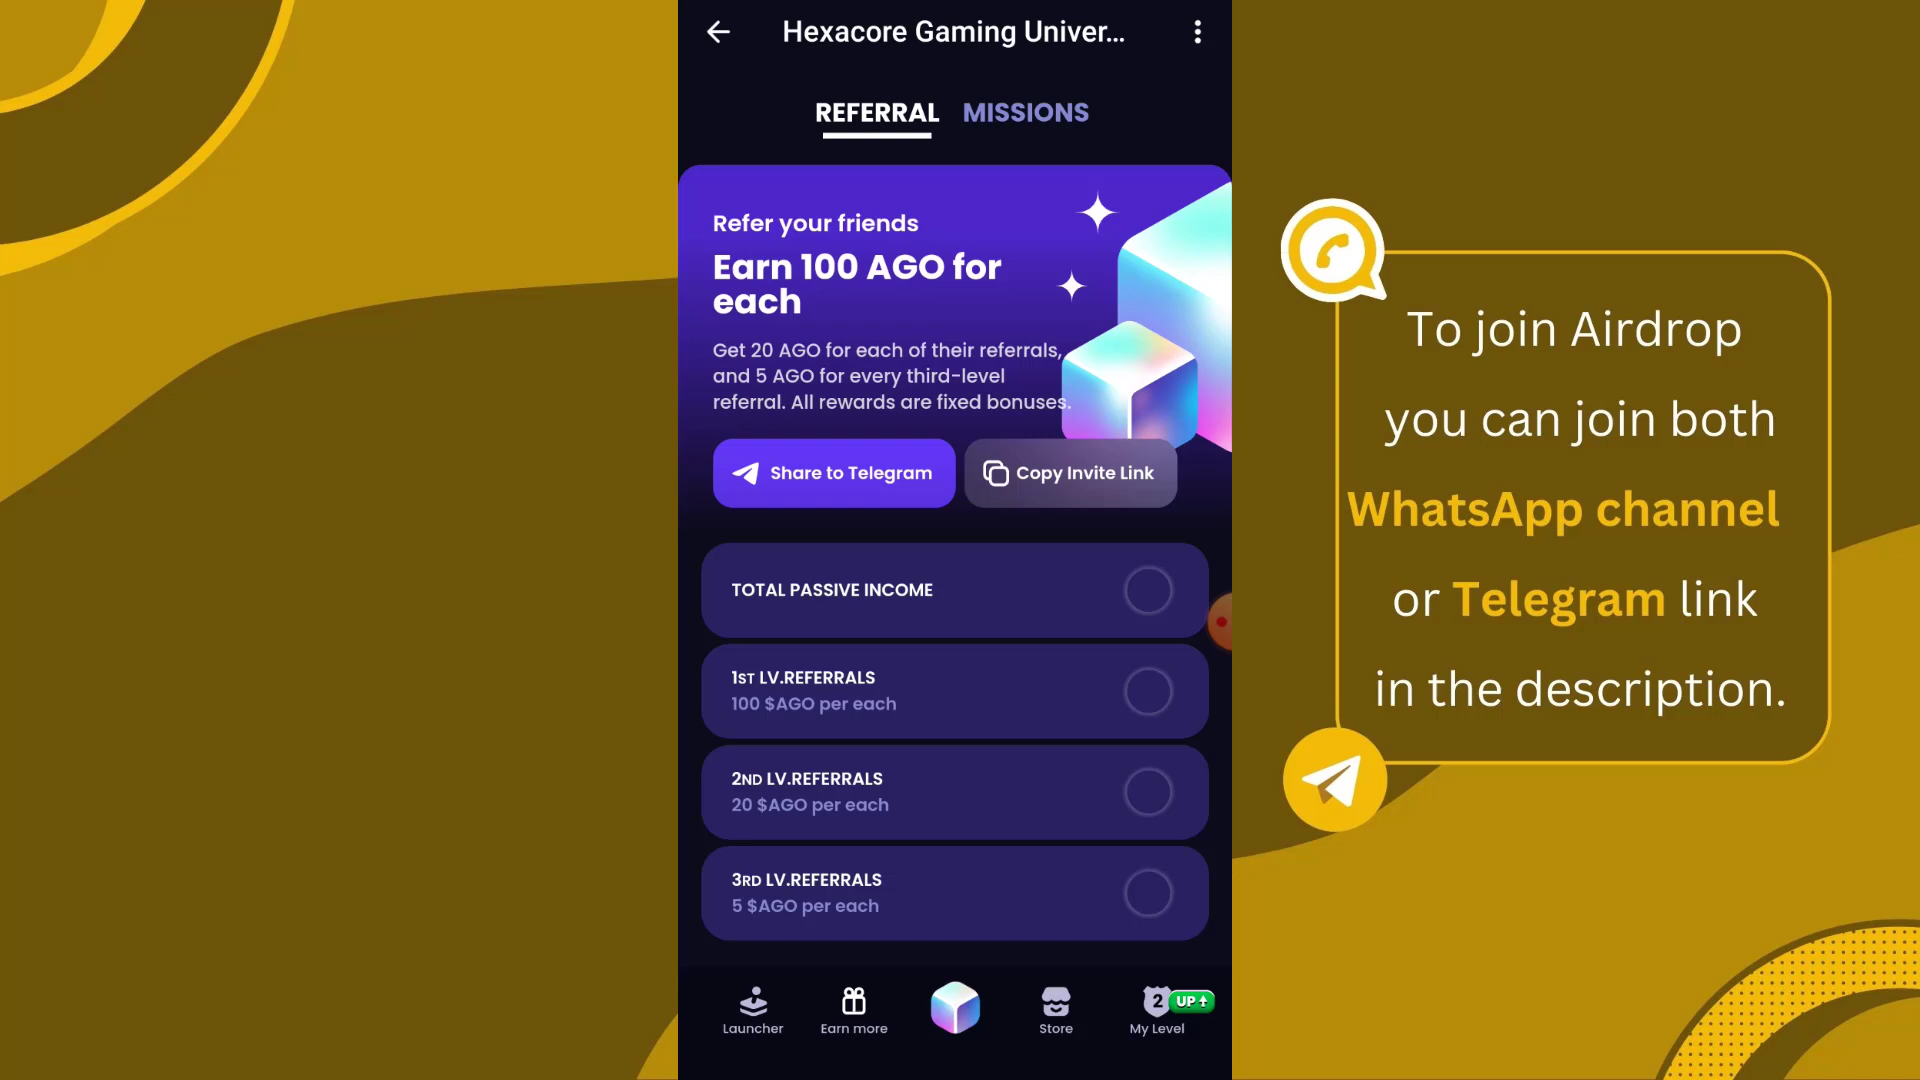 Hexacore Gaming Univer...
REFERRAL MISSIONS
Refer your friends
Earn 100 AGO for
each
Get 20 AGO for each of their referrals,
and 5 AGO for every third-level
referral. All rewards are fixed bonuses.
Share to Telegram Copy Invite Link
TOTAL PASSIVE INCOME
1ST LV.REFERRALS
100 $AGO per each
2ND LV.REFERRALS
20 $AGO per each
3RD LV.REFERRALS
5 $AGO per each
2 UP
Launcher Earn more Store My Level
To join Airdrop
you can join both
WhatsApp channel
or Telegram link
in the description.